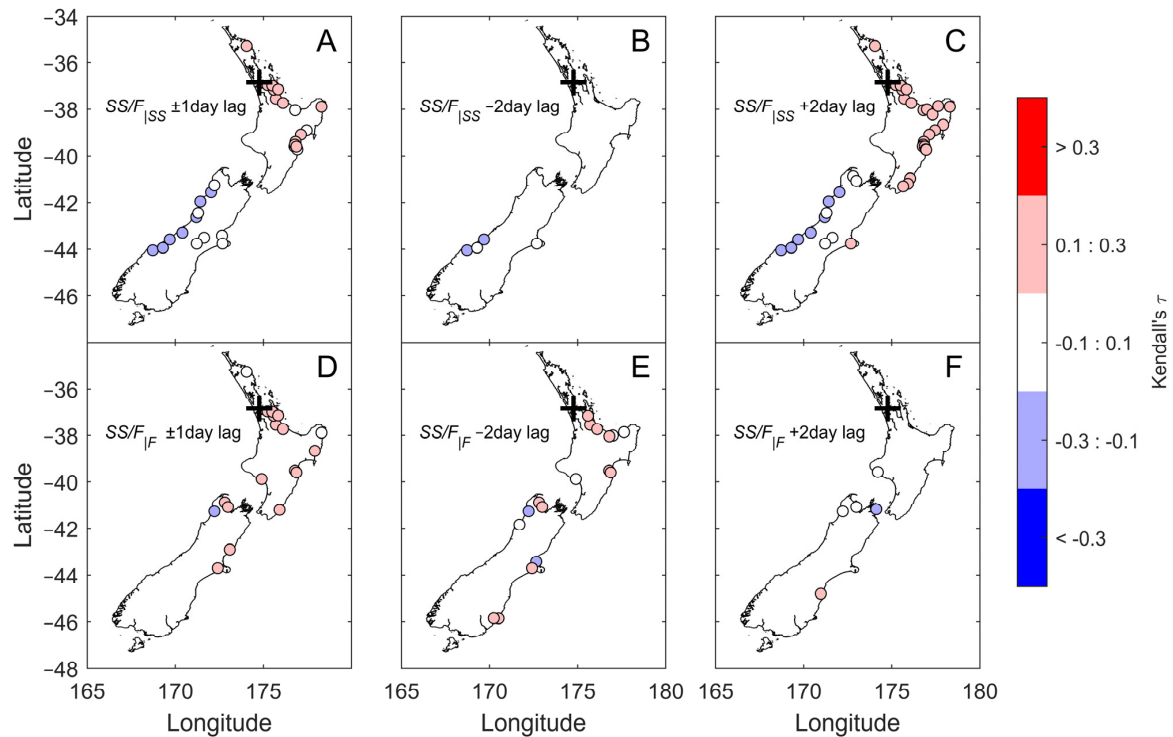 −34
−36
−38
−40
−42
−44
−46
Latitude
A
SS/F|SS ±1day lag
B
SS/F|SS −2day lag
C
SS/F|SS +2day lag
−36
−38
−40
−42
−44
−46
−48
Latitude
D
SS/F|F ±1day lag
E
SS/F|F −2day lag
F
SS/F|F +2day lag
165 170 175
165 170 175 180
165 170 175 180
Longitude
Longitude
Longitude
> 0.3
0.1 : 0.3
-0.1 : 0.1
-0.3 : -0.1
< -0.3
Kendall's τ